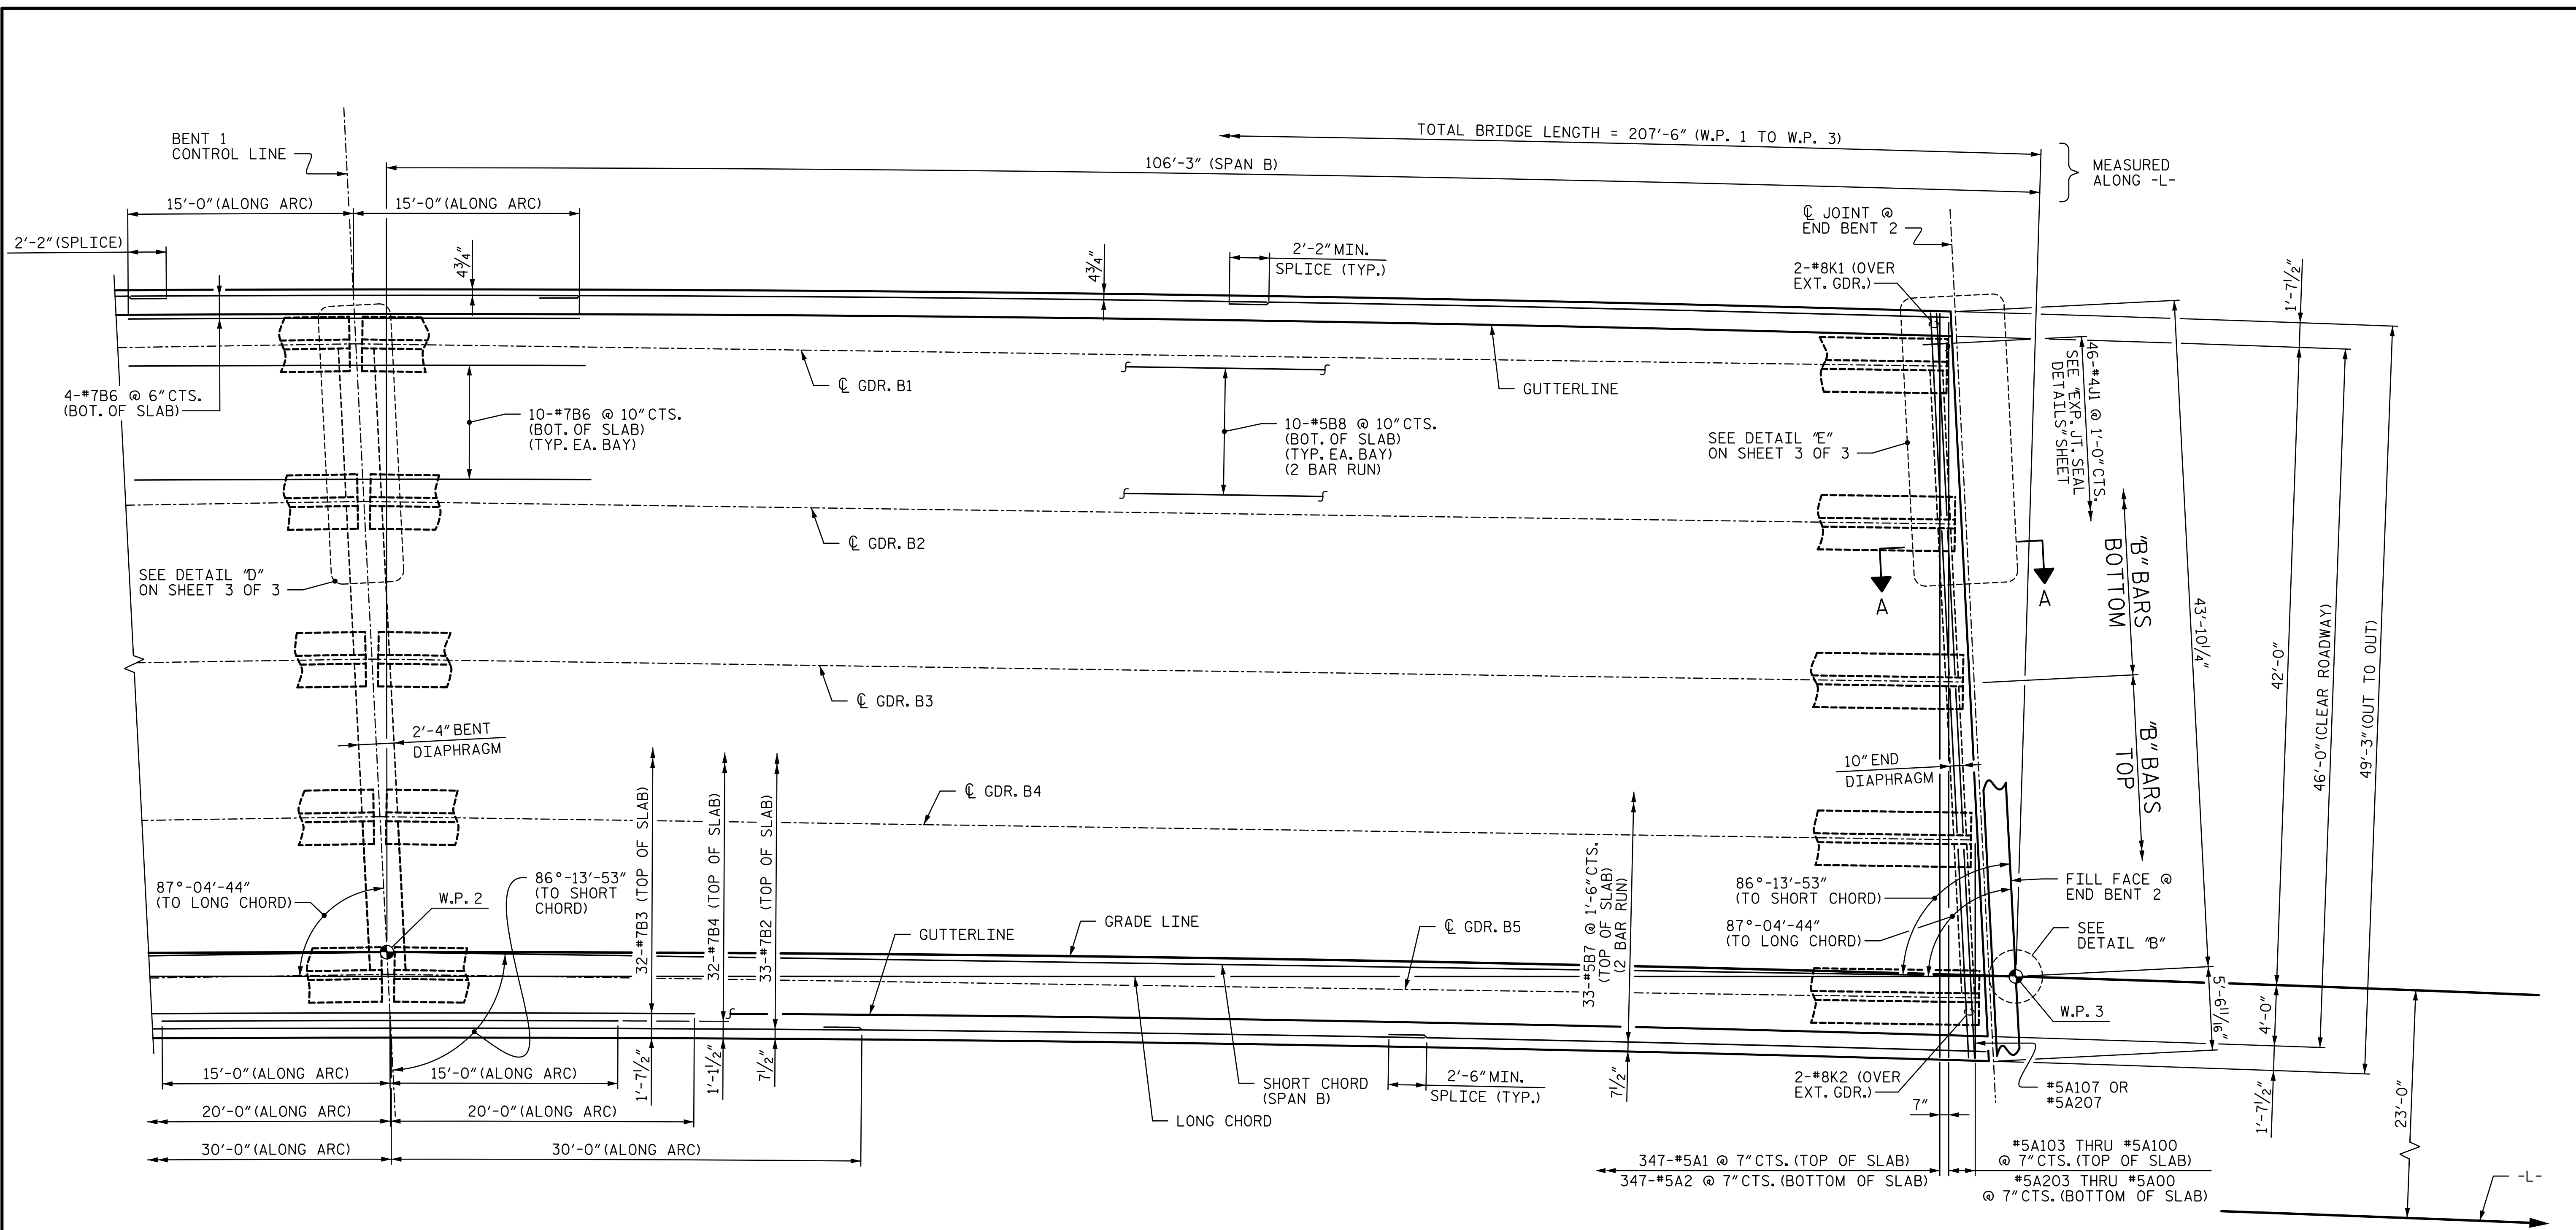 TOTAL BRIDGE LENGTH = 207'-6" (W.P. 1 TO W.P. 3)
106'-3" (SPAN B)
MEASURED
ALONG -L-
BENT 1
CONTROL LINE
15'-0" (ALONG ARC)
15'-0" (ALONG ARC)
2'-2" (SPLICE)
4¾"
4¾"
2'-2" MIN.
SPLICE (TYP.)
℄ JOINT @
END BENT 2
2-#8K1 (OVER
EXT. GDR.)
1'-7½"
4-#7B6 @ 6" CTS.
(BOT. OF SLAB)
10-#7B6 @ 10" CTS.
(BOT. OF SLAB)
(TYP. EA. BAY)
℄ GDR. B1
10-#5B8 @ 10" CTS.
(BOT. OF SLAB)
(TYP. EA. BAY)
(2 BAR RUN)
GUTTERLINE
SEE DETAIL "E"
ON SHEET 3 OF 3
46-#4J1 @ 1'-0" CTS.
SEE "EXP. JT. SEAL
DETAILS" SHEET
℄ GDR. B2
SEE DETAIL "D"
ON SHEET 3 OF 3
A
A
"B" BARS
BOTTOM
43'-10¼"
42'-0"
46'-0" (CLEAR ROADWAY)
49'-3" (OUT TO OUT)
℄ GDR. B3
2'-4" BENT
DIAPHRAGM
10" END
DIAPHRAGM
"B" BARS
TOP
℄ GDR. B4
32-#7B3 (TOP OF SLAB)
32-#7B4 (TOP OF SLAB)
33-#7B2 (TOP OF SLAB)
33-#5B7 @ 1'-6" CTS.
(TOP OF SLAB)
(2 BAR RUN)
87°-04'-44"
(TO LONG CHORD)
86°-13'-53"
(TO SHORT
CHORD)
W.P. 2
GRADE LINE
GUTTERLINE
℄ GDR. B5
86°-13'-53"
(TO SHORT CHORD)
87°-04'-44"
(TO LONG CHORD)
FILL FACE @
END BENT 2
SEE
DETAIL "B"
W.P. 3
5'-6 11/16"
4'-0"
1'-7½"
23'-0"
15'-0" (ALONG ARC)
15'-0" (ALONG ARC)
20'-0" (ALONG ARC)
20'-0" (ALONG ARC)
30'-0" (ALONG ARC)
30'-0" (ALONG ARC)
1'-7½"
1'-1½"
7½"
SHORT CHORD
(SPAN B)
LONG CHORD
2'-6" MIN.
SPLICE (TYP.)
7½"
2-#8K2 (OVER
EXT. GDR.)
7"
#5A107 OR
#5A207
347-#5A1 @ 7" CTS. (TOP OF SLAB)
347-#5A2 @ 7" CTS. (BOTTOM OF SLAB)
#5A103 THRU #5A100
@ 7" CTS. (TOP OF SLAB)
#5A203 THRU #5A00
@ 7" CTS. (BOTTOM OF SLAB)
-L-